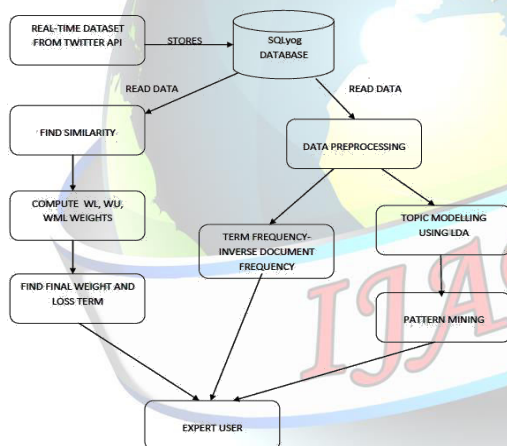 REAL-TIME DATASET
FROM TWITTER API
STORES
SQLyog
DATABASE
READ DATA
READ DATA
FIND SIMILARITY
DATA PREPROCESSING
COMPUTE WL, WU,
WML WEIGHTS
TERM FREQUENCY-
INVERSE DOCUMENT
FREQUENCY
TOPIC MODELLING
USING LDA
FIND FINAL WEIGHT AND
LOSS TERM
PATTERN MINING
IJAS
EXPERT USER